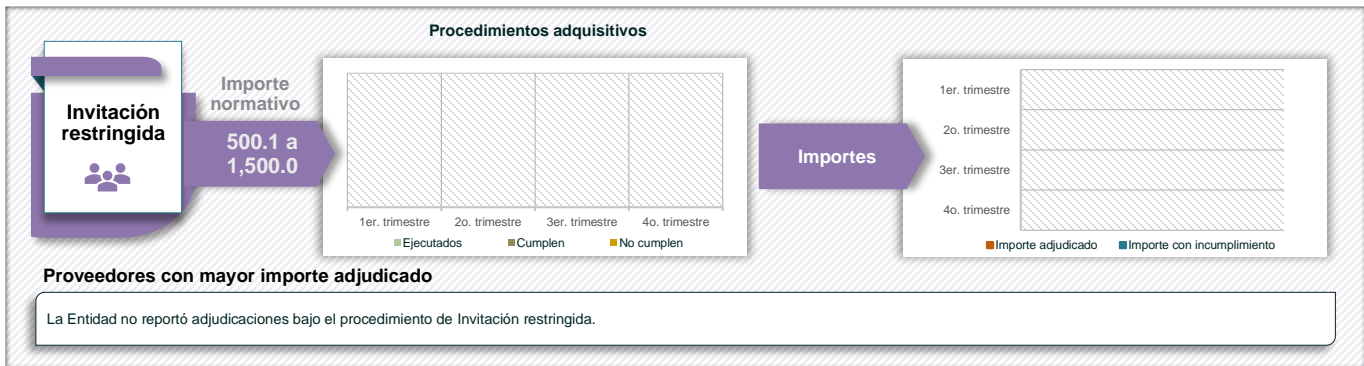 Procedimientos adquisitivos
Invitación
restringida
Importe
normativo
500.1 a
1,500.0
1er. trimestre 2o. trimestre 3er. trimestre 4o. trimestre
Ejecutados Cumplen No cumplen
Importes
1er. trimestre
2o. trimestre
3er. trimestre
4o. trimestre
Importe adjudicado Importe con incumplimiento
Proveedores con mayor importe adjudicado
La Entidad no reportó adjudicaciones bajo el procedimiento de Invitación restringida.